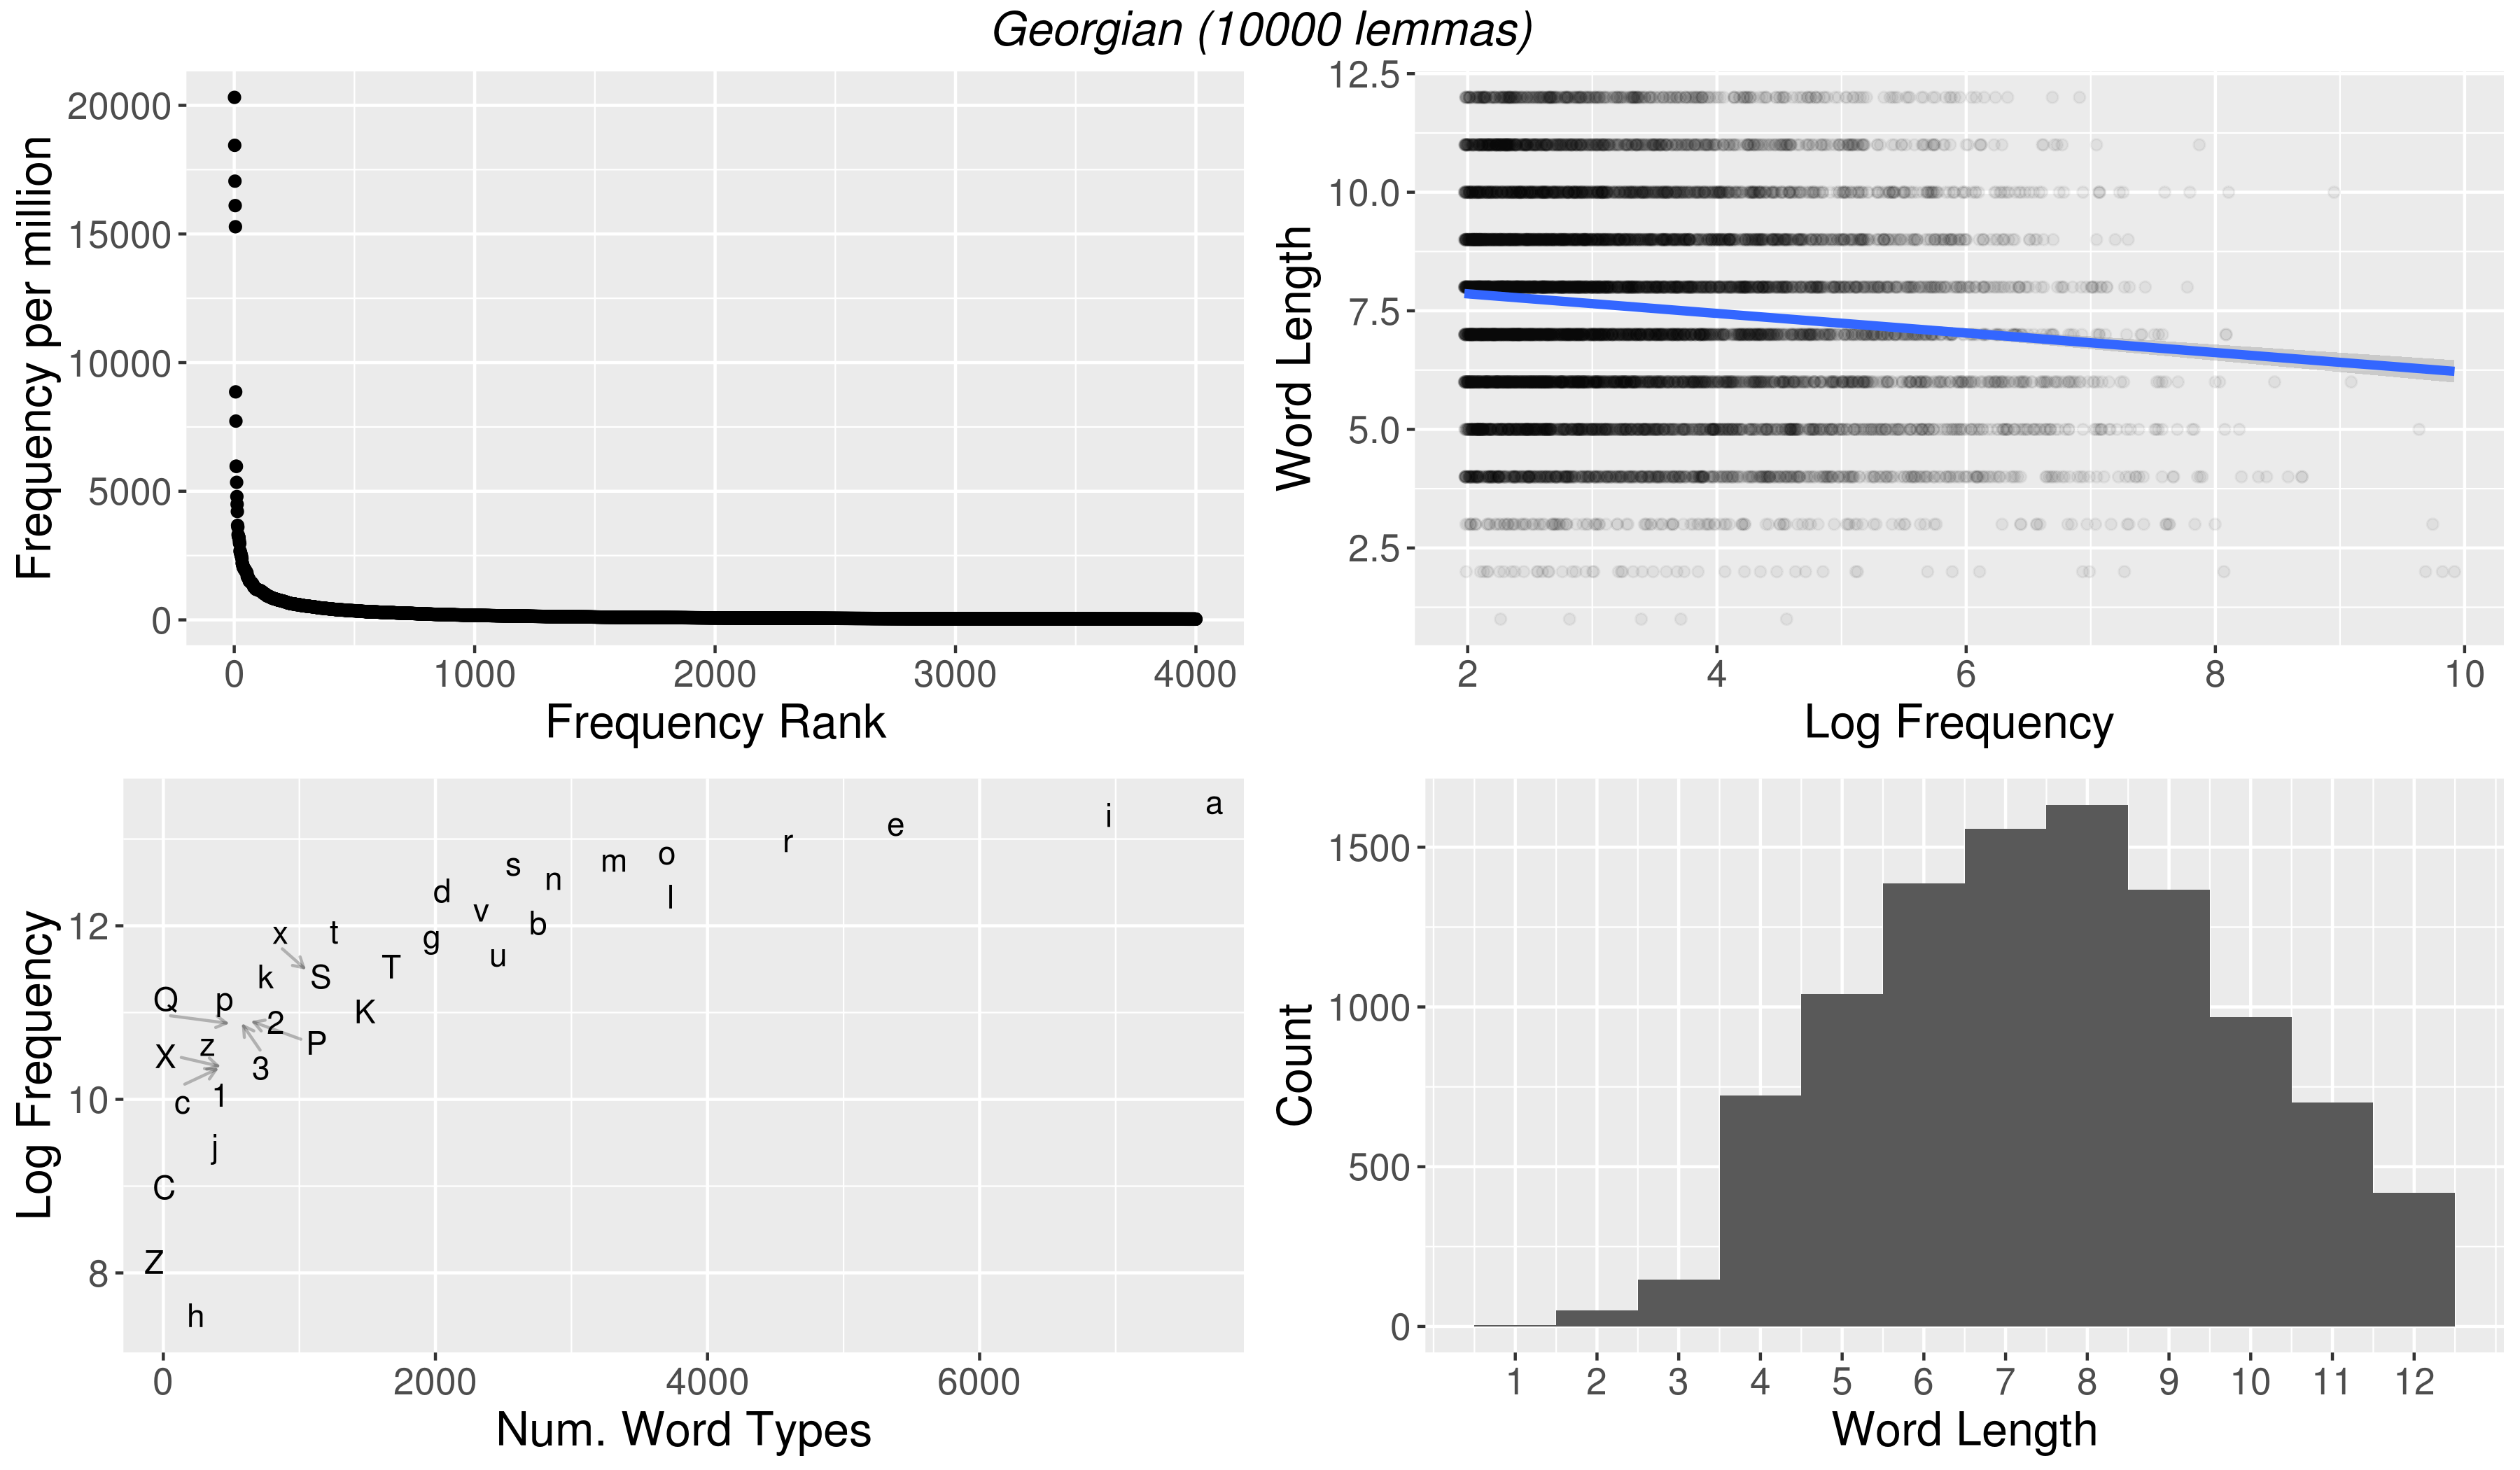 Georgian (10000 lemmas)
Frequency per million
20000
15000
10000
5000
0
0 1000 2000 3000 4000
Frequency Rank
Word Length
12.5
10.0
7.5
5.0
2.5
2 4 6 8 10
Log Frequency
Log Frequency
12
10
8
a
i
e
r
o
m
s
n
l
d
v
b
x t g
u
T
k S
Q p
K
2
P
z
X
3
1
c
j
C
Z
h
0 2000 4000 6000
Num. Word Types
Count
1500
1000
500
0
1 2 3 4 5 6 7 8 9 10 11 12
Word Length